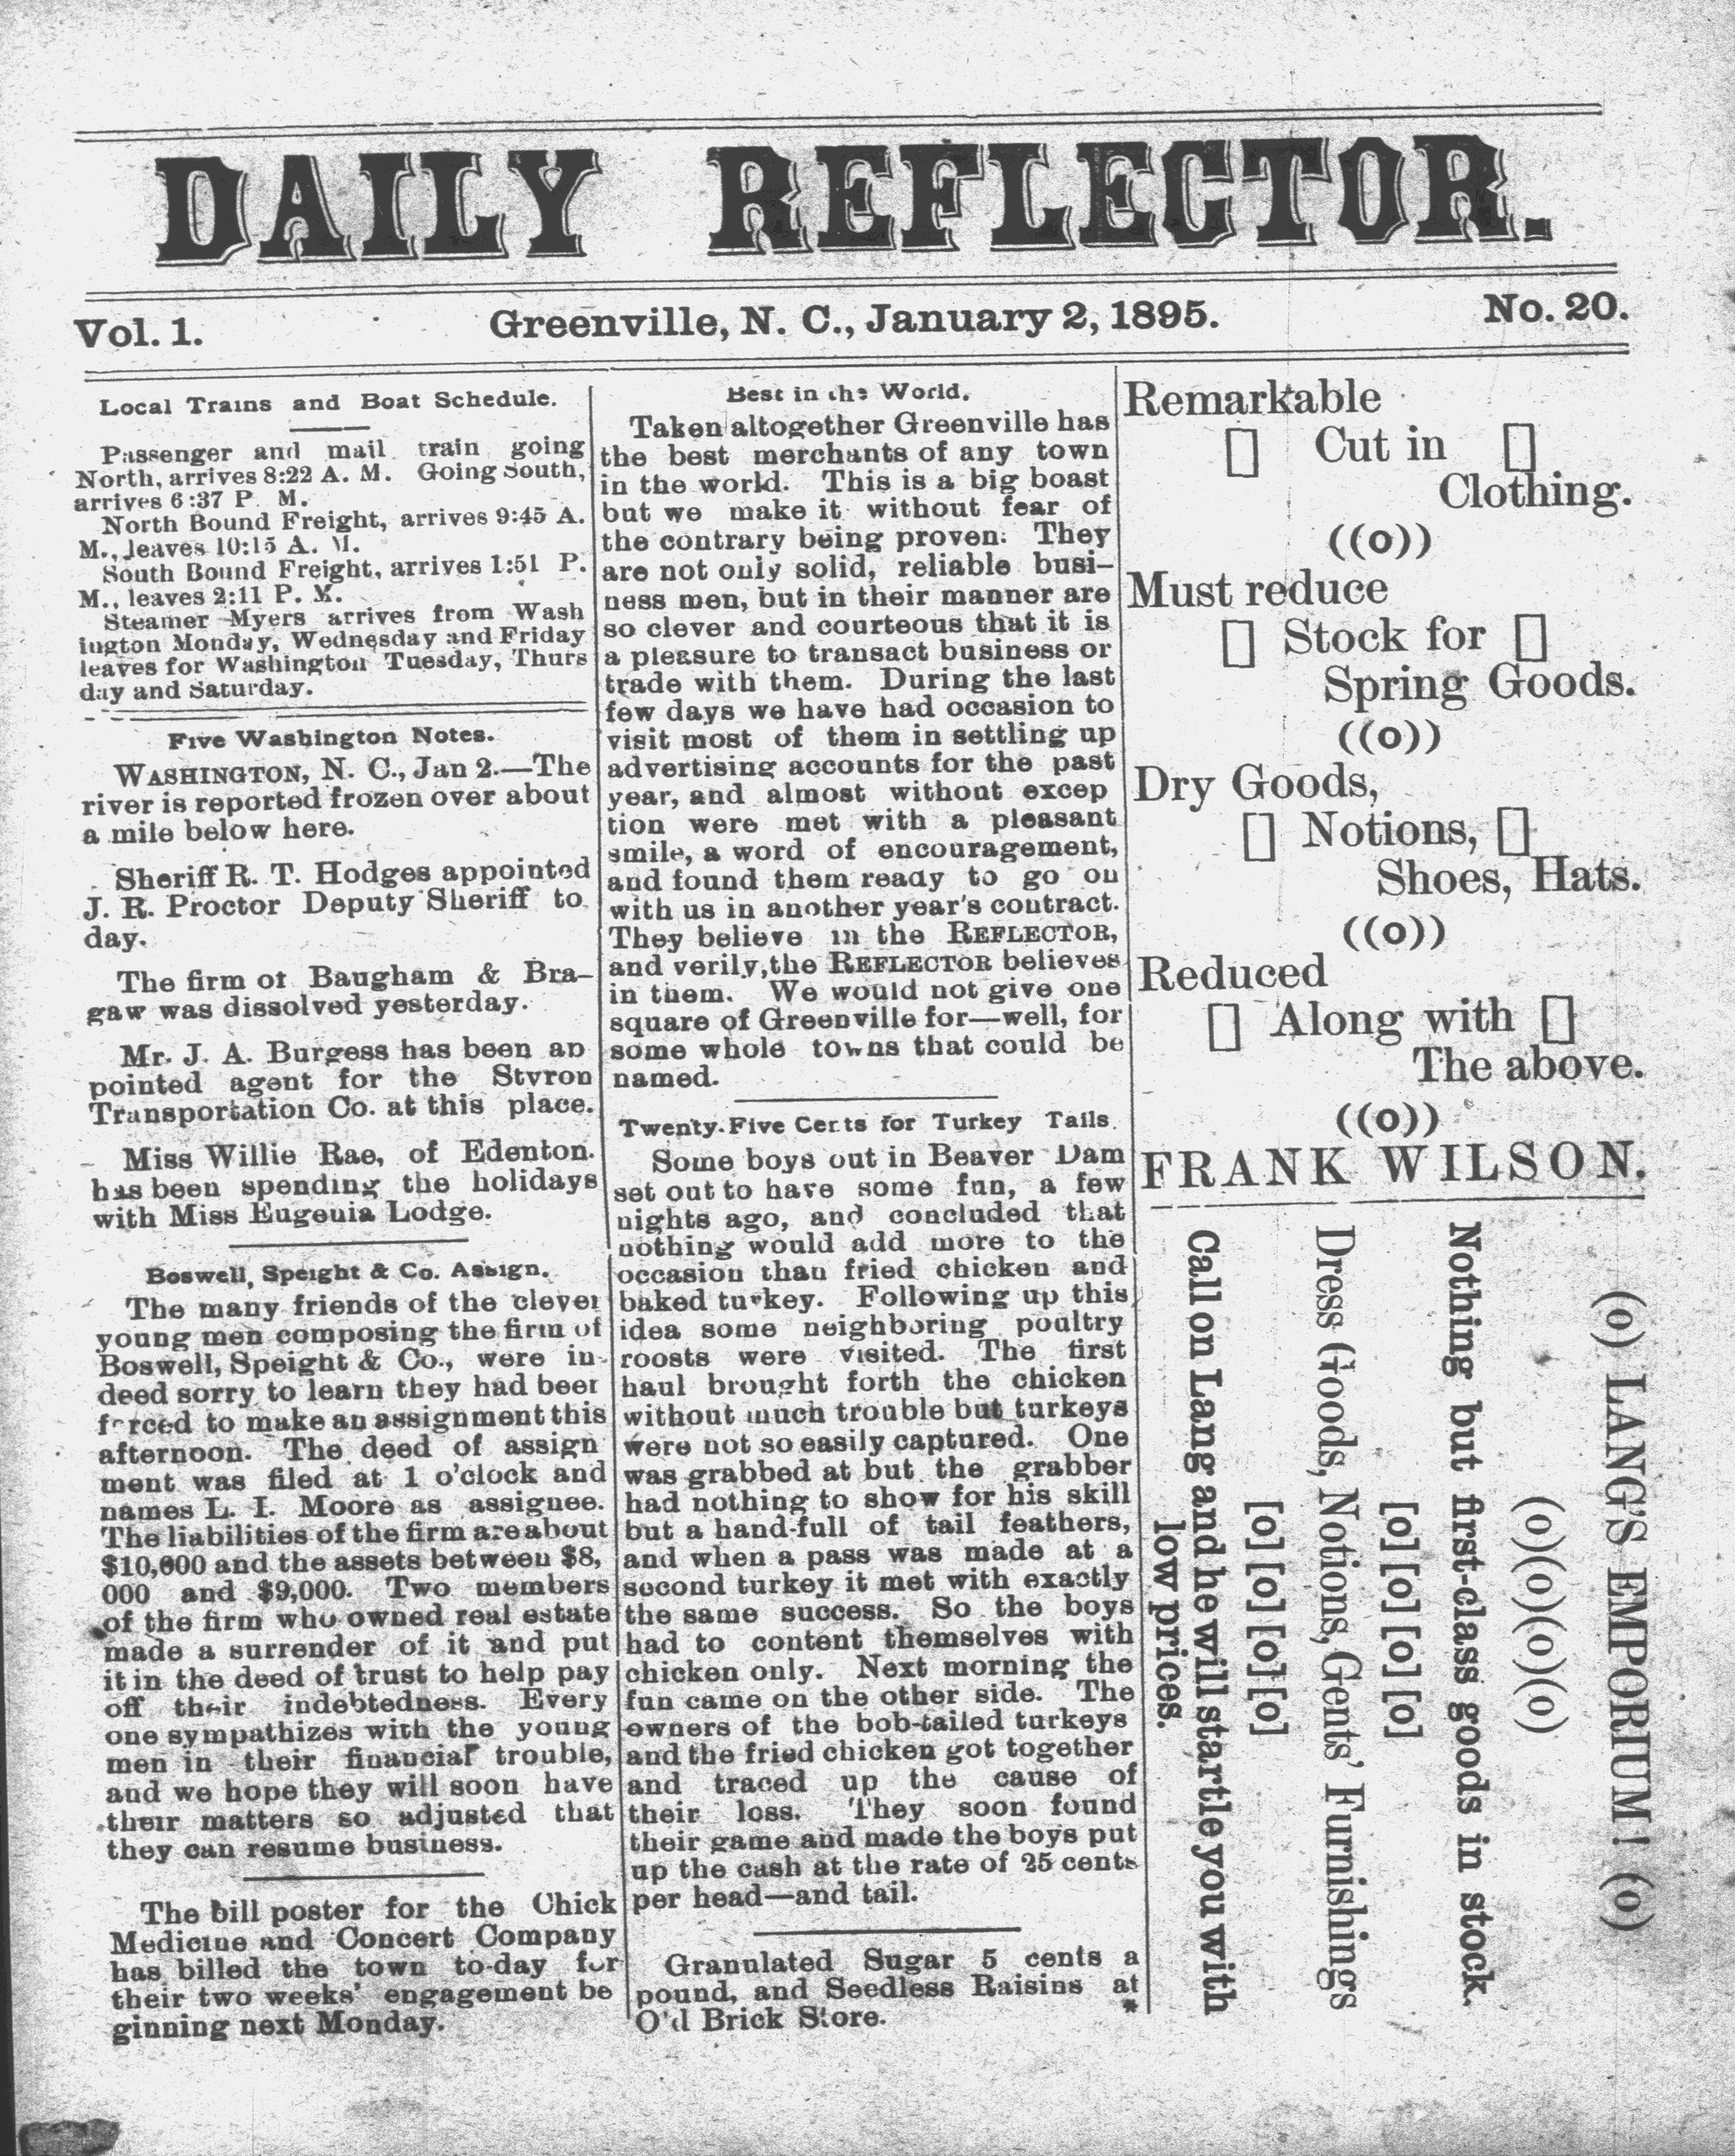 DAILY REFLECTOR.
Vol. 1. Greenville, N. C., January 2, 1895. No. 20.
Local Trains and Boat Schedule.
Passenger and mail train going
North, arrives 8:22 A. M. Going South,
arrives 6:37 P. M.
North Bound Freight, arrives 9:45 A.
M., leaves 10:15 A. M.
South Bound Freight, arrives 1:51 P.
M., leaves 2:11 P. M.
Steamer Myers arrives from Wash
ington Monday, Wednesday and Friday
leaves for Washington Tuesday, Thurs
day and Saturday.
Five Washington Notes.
WASHINGTON, N. C., Jan 2.—The
river is reported frozen over about
a mile below here.
Sheriff R. T. Hodges appointed
J. R. Proctor Deputy Sheriff to
day.
The firm of Baugham & Bra-
gaw was dissolved yesterday.
Mr. J. A. Burgess has been ap
pointed agent for the Styron
Transportation Co. at this place.
Miss Willie Rae, of Edenton.
has been spending the holidays
with Miss Eugenia Lodge.
Boswell, Speight & Co. Assign.
The many friends of the clever
young men composing the firm of
Boswell, Speight & Co., were in-
deed sorry to learn they had been
forced to make an assignment this
afternoon. The deed of assign
ment was filed at 1 o'clock and
names L. I. Moore as assignee.
The liabilities of the firm are about
$10,000 and the assets between $8,
000 and $9,000. Two members
of the firm who owned real estate
made a surrender of it and put
it in the deed of trust to help pay
off their indebtedness. Every
one sympathizes with the young
men in their financial trouble,
and we hope they will soon have
their matters so adjusted that
they can resume business.
The bill poster for the Chick
Medicine and Concert Company
has billed the town to-day for
their two weeks' engagement be
ginning next Monday.
Best in the World.
Taken altogether Greenville has
the best merchants of any town
in the world. This is a big boast
but we make it without fear of
the contrary being proven. They
are not only solid, reliable busi-
ness men, but in their manner are
so clever and courteous that it is
a pleasure to transact business or
trade with them. During the last
few days we have had occasion to
visit most of them in settling up
advertising accounts for the past
year, and almost without excep
tion were met with a pleasant
smile, a word of encouragement,
and found them ready to go on
with us in another year's contract.
They believe in the REFLECTOR,
and verily, the REFLECTOR believes
in them. We would not give one
square of Greenville for—well, for
some whole towns that could be
named.
Twenty-Five Cents for Turkey Tails.
Some boys out in Beaver Dam
set out to have some fun, a few
nights ago, and concluded that
nothing would add more to the
occasion than fried chicken and
baked turkey. Following up this
idea some neighboring poultry
roosts were visited. The first
haul brought forth the chicken
without much trouble but turkeys
were not so easily captured. One
was grabbed at but the grabber
had nothing to show for his skill
but a hand-full of tail feathers,
and when a pass was made at a
second turkey it met with exactly
the same success. So the boys
had to content themselves with
chicken only. Next morning the
fun came on the other side. The
owners of the bob-tailed turkeys
and the fried chicken got together
and traced up the cause of
their loss. They soon found
their game and made the boys put
up the cash at the rate of 25 cents
per head—and tail.
Granulated Sugar 5 cents a
pound, and Seedless Raisins at
O'd Brick Store. *
Remarkable
[] Cut in []
Clothing.
((o))
Must reduce
[] Stock for []
Spring Goods.
((o))
Dry Goods,
[] Notions, []
Shoes, Hats.
((o))
Reduced
[] Along with []
The above.
((o))
FRANK WILSON.
(o) LANG'S EMPORIUM! (o)
(o)(o)(o)(o)
Nothing but first-class goods in stock.
[o] [o] [o] [o]
Dress Goods, Notions, Gents' Furnishings
[o] [o] [o] [o]
Call on Lang and he will startle you with
low prices.